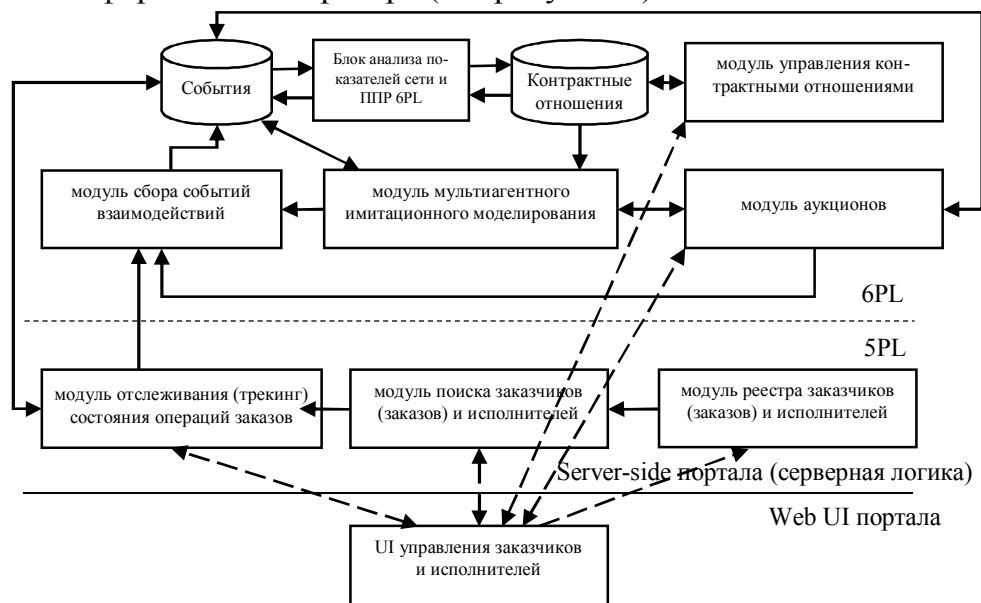 События
Блок анализа по-
казателей сети и
ППР 6PL
Контрактные
отношения
модуль управления кон-
трактными отношениями
модуль сбора событий
взаимодействий
модуль мультиагентного
имитационного моделирования
модуль аукционов
6PL
5PL
модуль отслеживания (трекинг)
состояния операций заказов
модуль поиска заказчиков
(заказов) и исполнителей
модуль реестра заказчиков
(заказов) и исполнителей
Server-side портала (серверная логика)
Web UI портала
UI управления заказчиков
и исполнителей